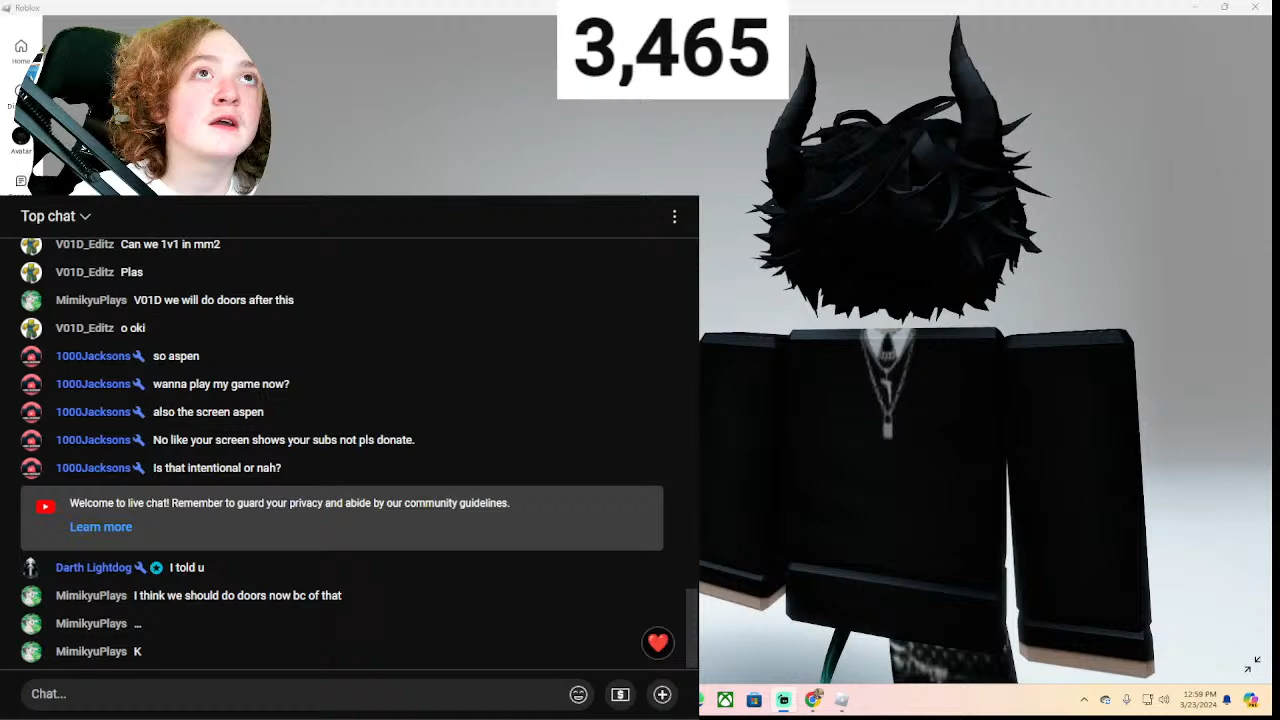 Roblox
3,465
Home
Avatar
Top chat
V01D_Editz Can we 1v1 in mm2
V01D_Editz Plas
MimikyuPlays V01D we will do doors after this
V01D_Editz o oki
1000Jacksons so aspen
1000Jacksons wanna play my game now?
1000Jacksons also the screen aspen
1000Jacksons No like your screen shows your subs not pls donate.
1000Jacksons Is that intentional or nah?
Welcome to live chat! Remember to guard your privacy and abide by our community guidelines.
Learn more
Darth Lightdog I told u
MimikyuPlays I think we should do doors now bc of that
MimikyuPlays ...
MimikyuPlays K
Chat...
12:59 PM
3/23/2024